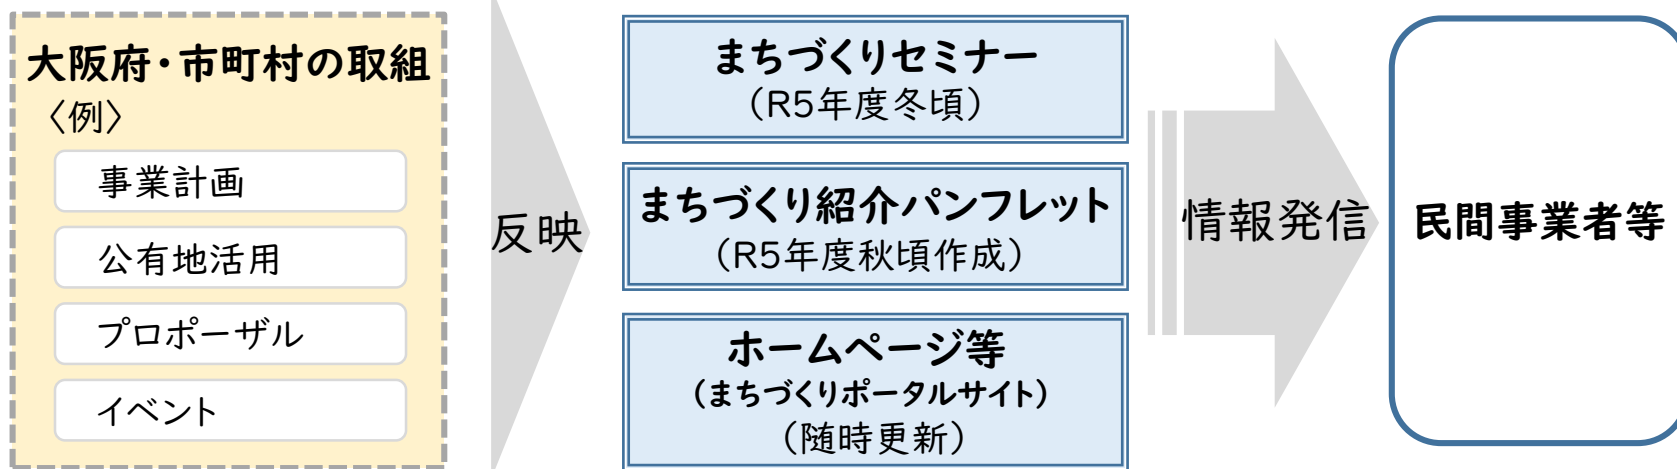 大阪府・市町村の取組
〈例〉
事業計画
公有地活用
プロポーザル
イベント
反映
まちづくりセミナー
（R5年度冬頃）
まちづくり紹介パンフレット
（R5年度秋頃作成）
ホームページ等
（まちづくりポータルサイト）
（随時更新）
情報発信
民間事業者等